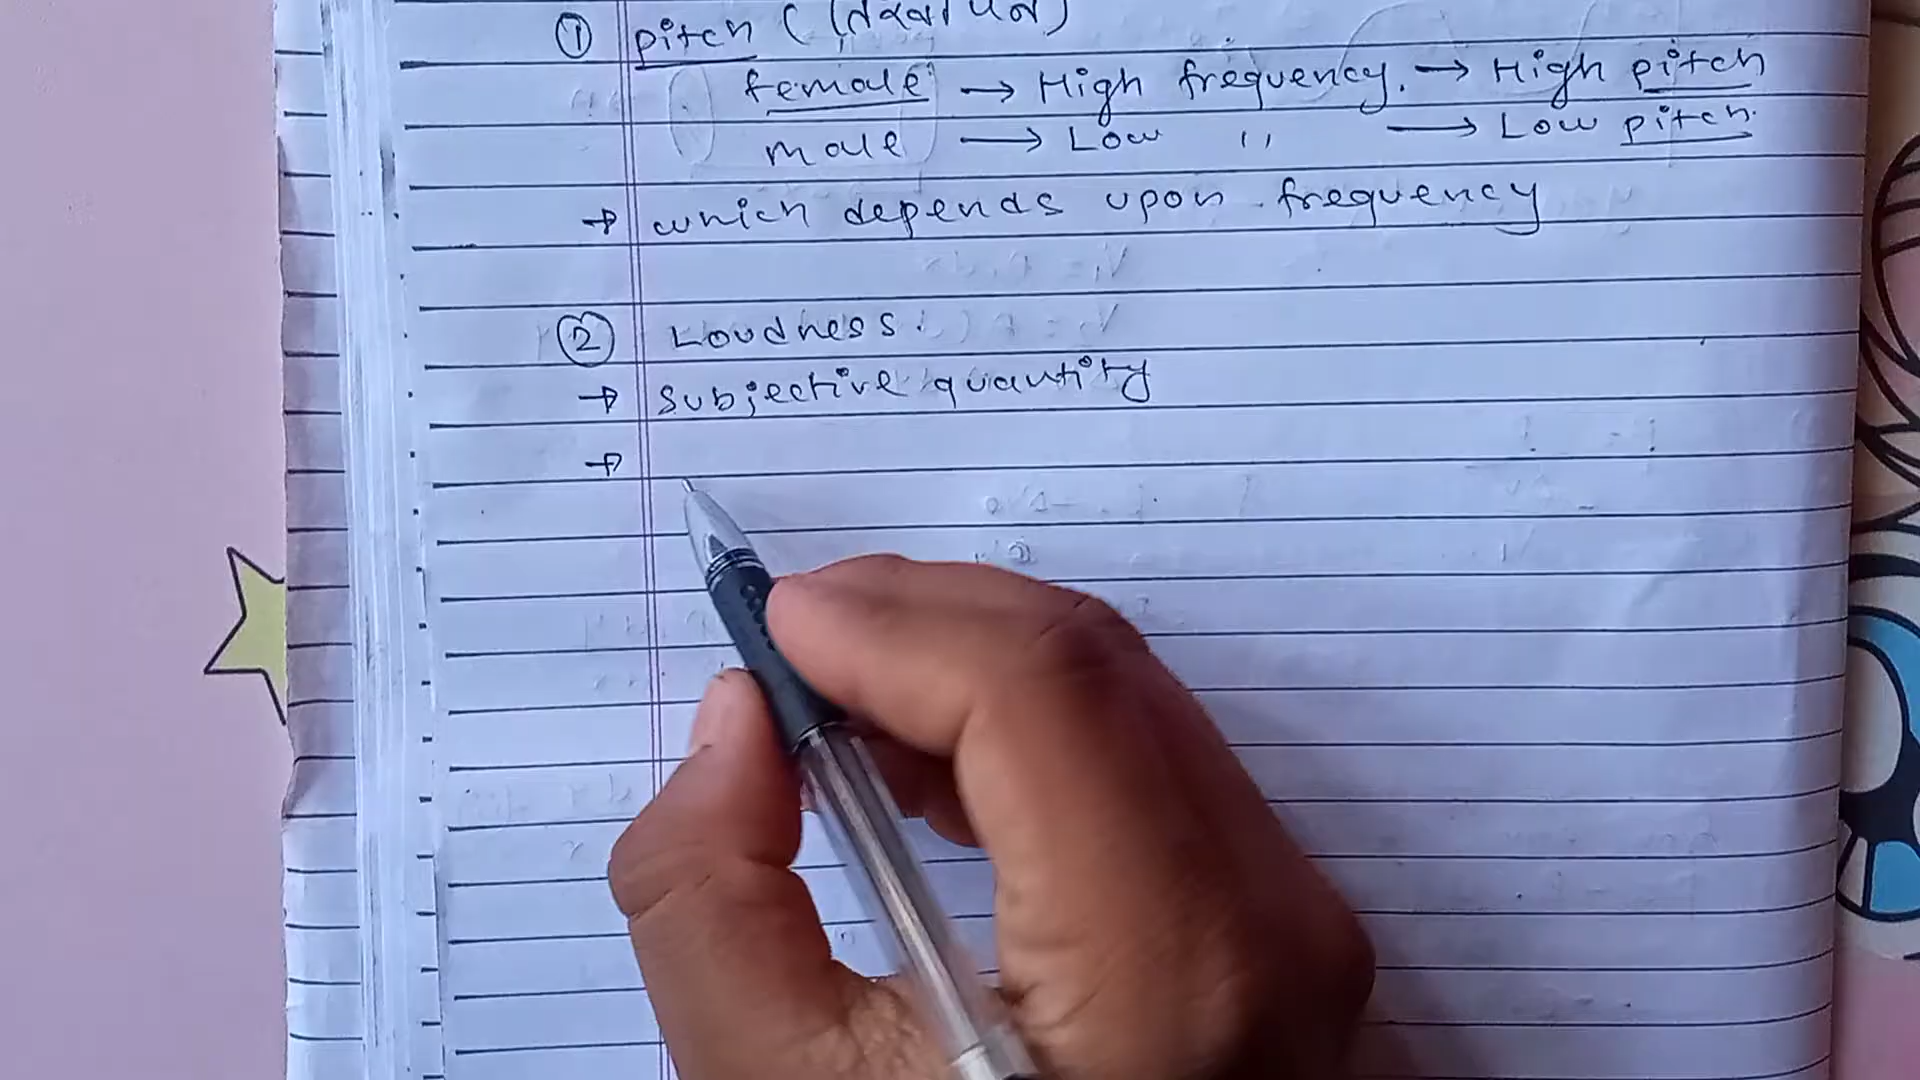 ① pitch (
female → High frequency. → High pitch
male → Low " → Low pitch.
→ which depends upon frequency
② Loudness.
→ subjective quantity
→